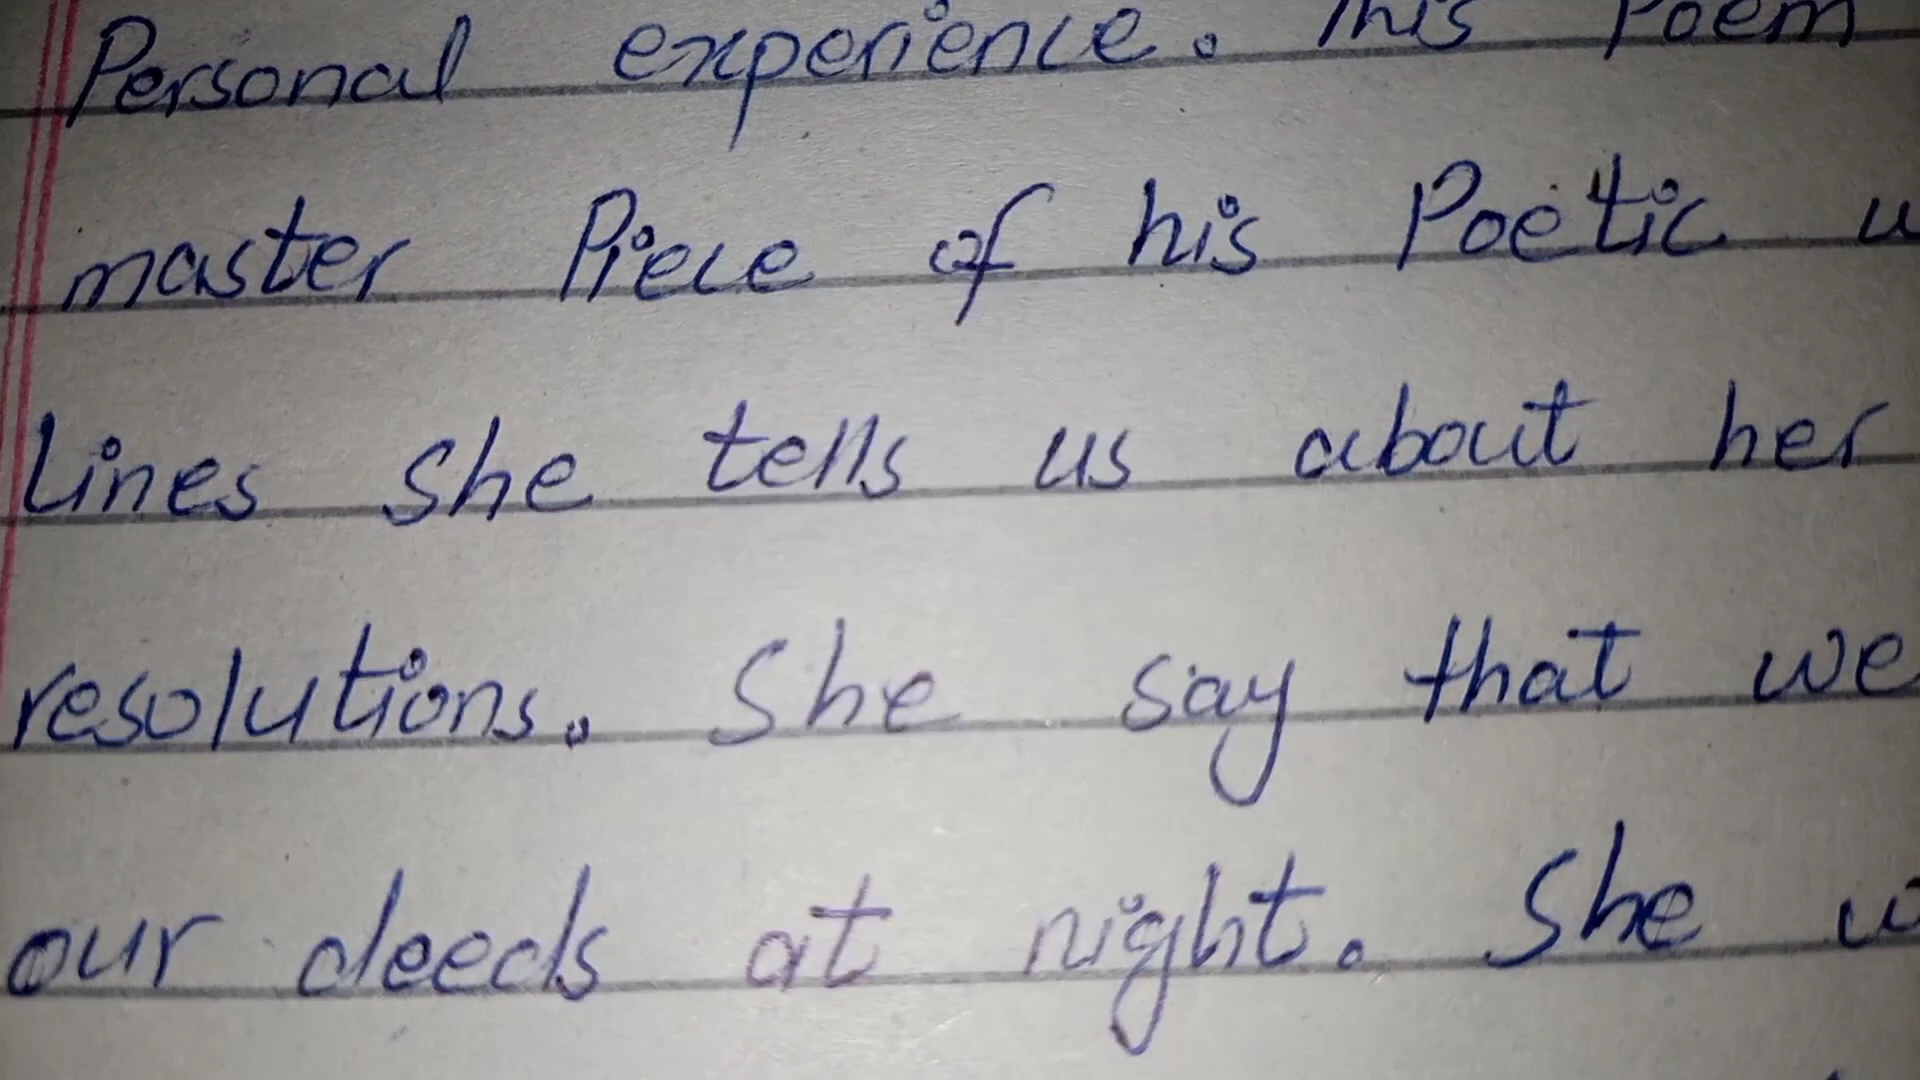 Personal experience. This Poem
master Piece of his Poetic
lines she tells us about her
resolutions. She say that we
our deeds at night. She